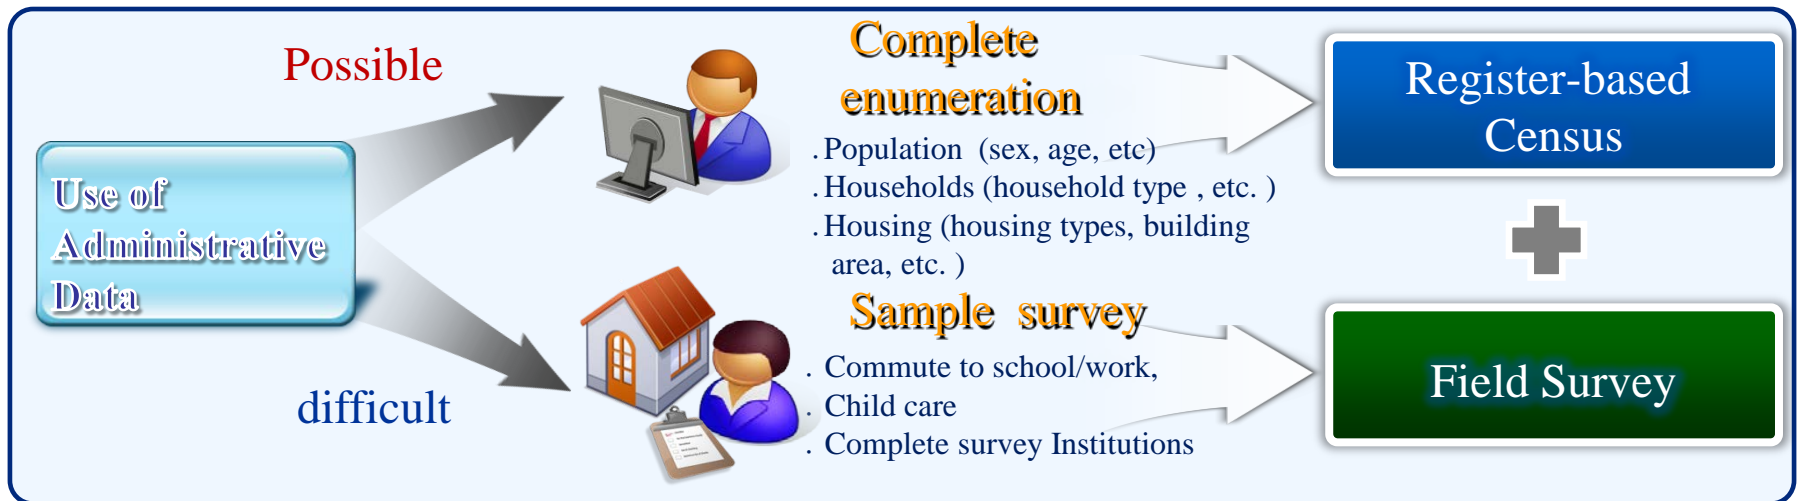 Use of
Administrative
Data
Possible
difficult
Complete
enumeration
. Population (sex, age, etc)
. Households (household type , etc. )
. Housing (housing types, building
area, etc. )
Sample survey
. Commute to school/work,
. Child care
. Complete survey Institutions
Register-based
Census
Field Survey